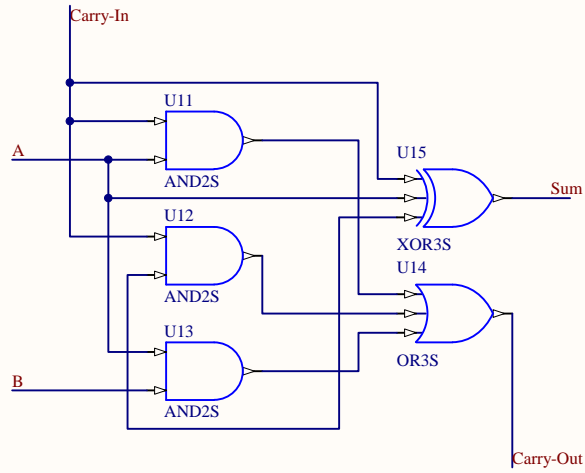 Carry-In
U11
A
U15
AND2S
Sum
U12
XOR3S
U14
AND2S
U13
OR3S
B
AND2S
Carry-Out